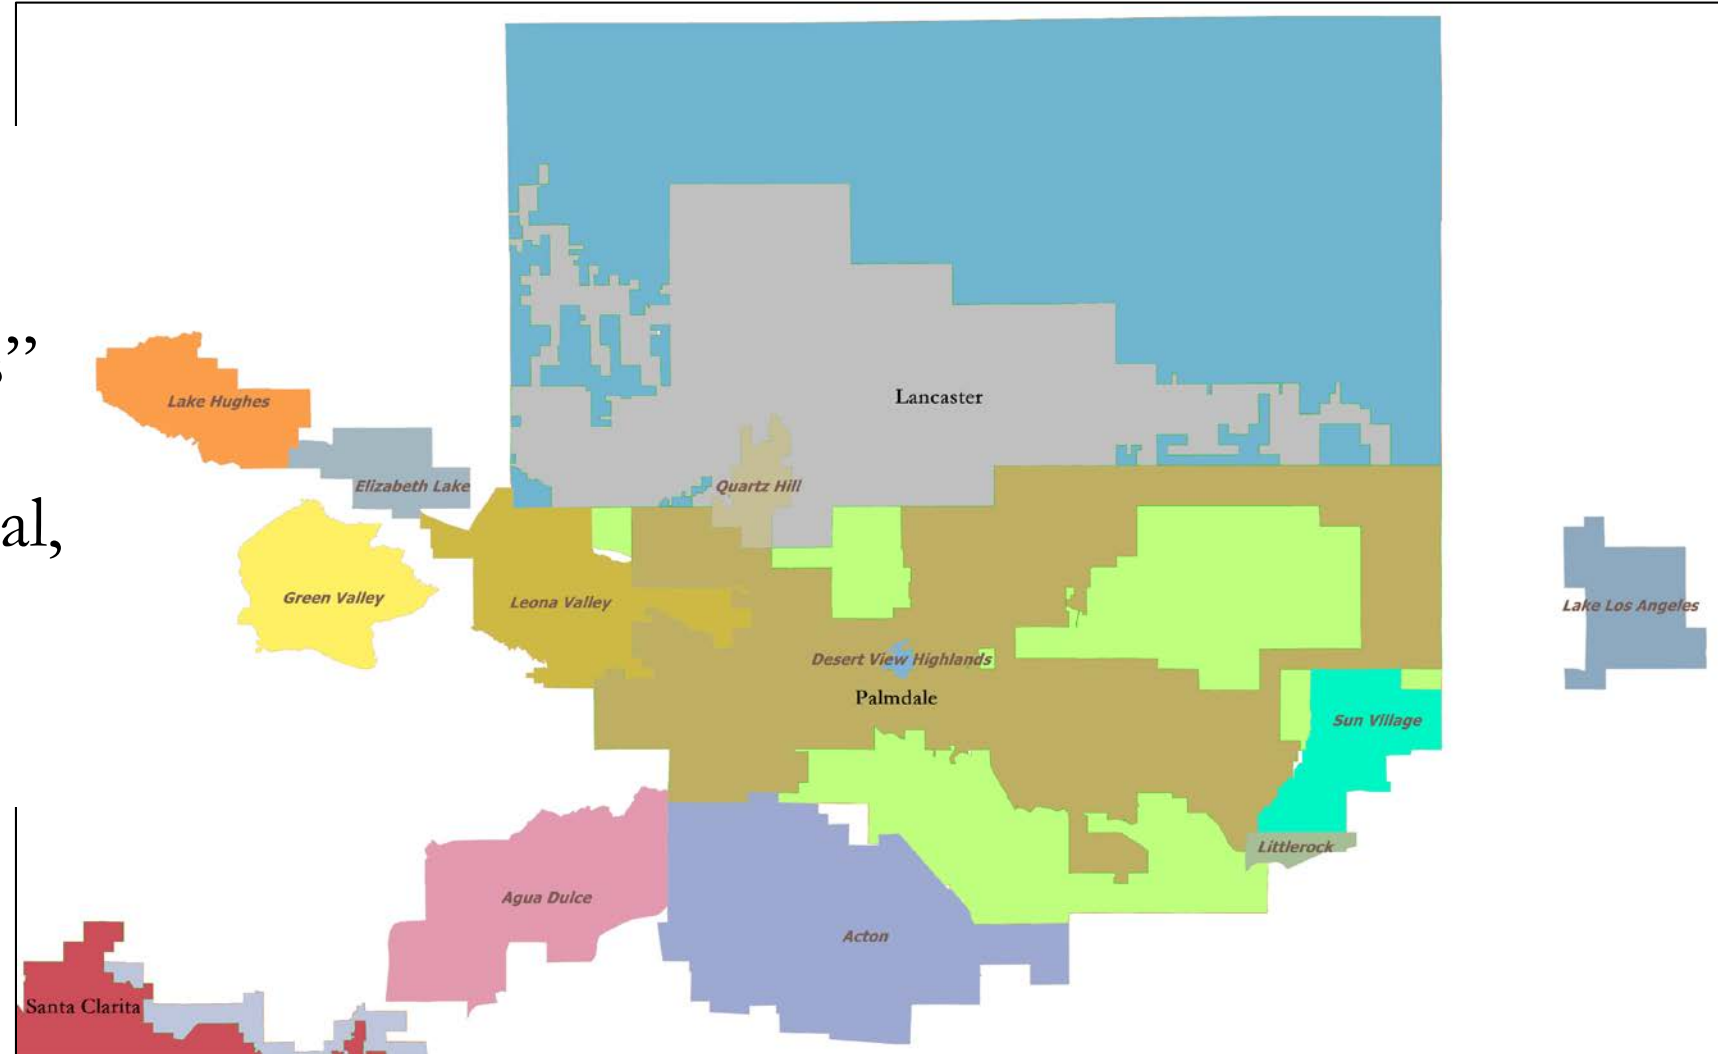 ”
al,
Lancaster
Lake Hughes
Quartz Hill
Elizabeth Lake
Green Valley
Leona Valley
Lake Los Angeles
Desert View Highlands
Palmdale
Sun Village
Littlerock
Agua Dulce
Acton
Santa Clarita